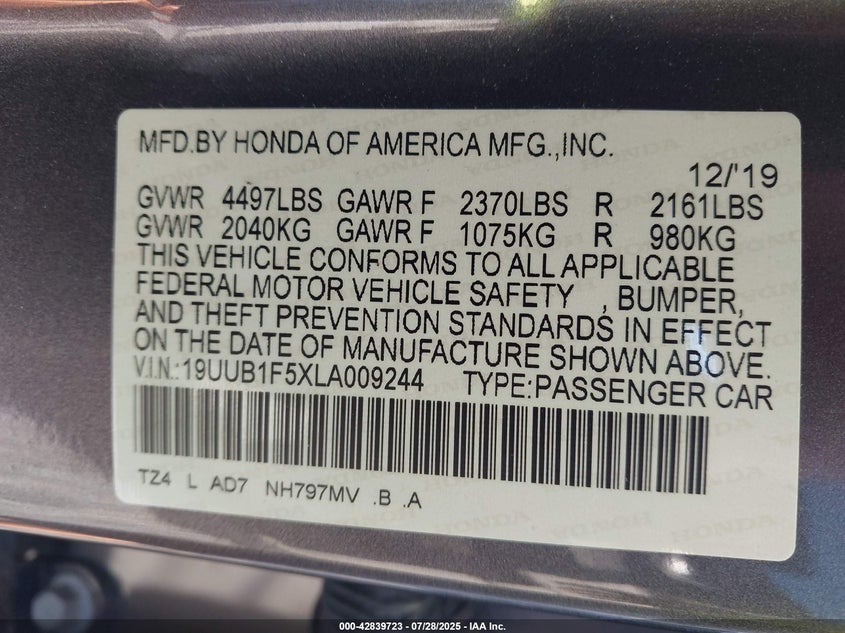 MFD.BY HONDA OF AMERICA MFG.,INC.
12/'19
GVWR 4497LBS GAWR F 2370LBS R 2161LBS
GVWR 2040KG GAWR F 1075KG R 980KG
THIS VEHICLE CONFORMS TO ALL APPLICABLE
FEDERAL MOTOR VEHICLE SAFETY , BUMPER,
AND THEFT PREVENTION STANDARDS IN EFFECT
ON THE DATE OF MANUFACTURE SHOWN ABOVE.
V.I.N.:19UUB1F5XLA009244 TYPE:PASSENGER CAR
TZ4 L AD7 NH797MV .B .A
000-42839723 07/28/2025 - IAA Inc.